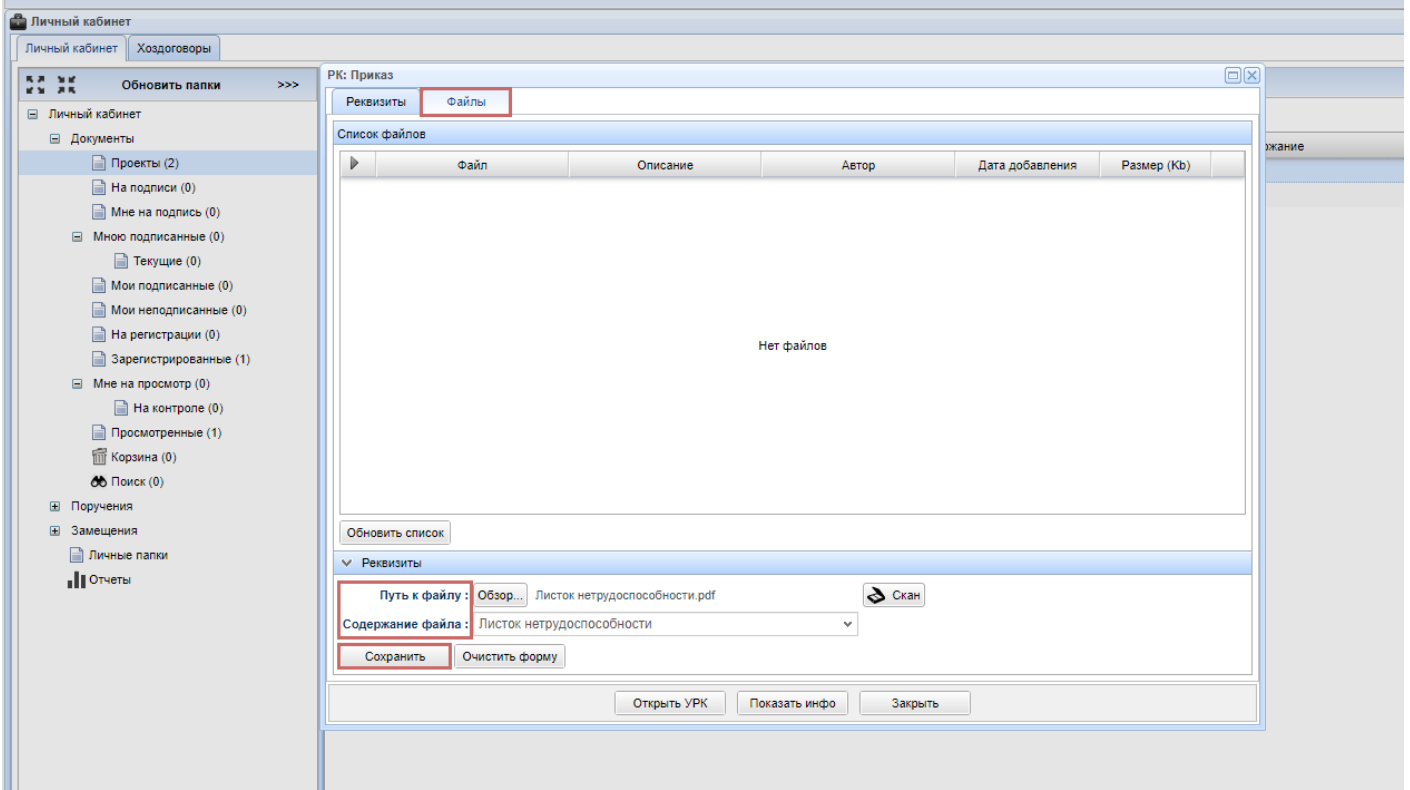 Личный кабинет
Личный кабинет Хоздоговоры
Обновить папки >>>
Личный кабинет
Документы
Проекты (2)
На подписи (0)
Мне на подпись (0)
Мною подписанные (0)
Текущие (0)
Мои подписанные (0)
Мои неподписанные (0)
На регистрации (0)
Зарегистрированные (1)
Мне на просмотр (0)
На контроле (0)
Просмотренные (1)
Корзина (0)
Поиск (0)
Поручения
Замещения
Личные папки
Отчеты
РК: Приказ
Реквизиты Файлы
Список файлов
Файл Описание Автор Дата добавления Размер (Kb)
Нет файлов
Обновить список
Реквизиты
Путь к файлу : Обзор... Листок нетрудоспособности.pdf Скан
Содержание файла : Листок нетрудоспособности
Сохранить Очистить форму
Открыть УРК Показать инфо Закрыть
жание